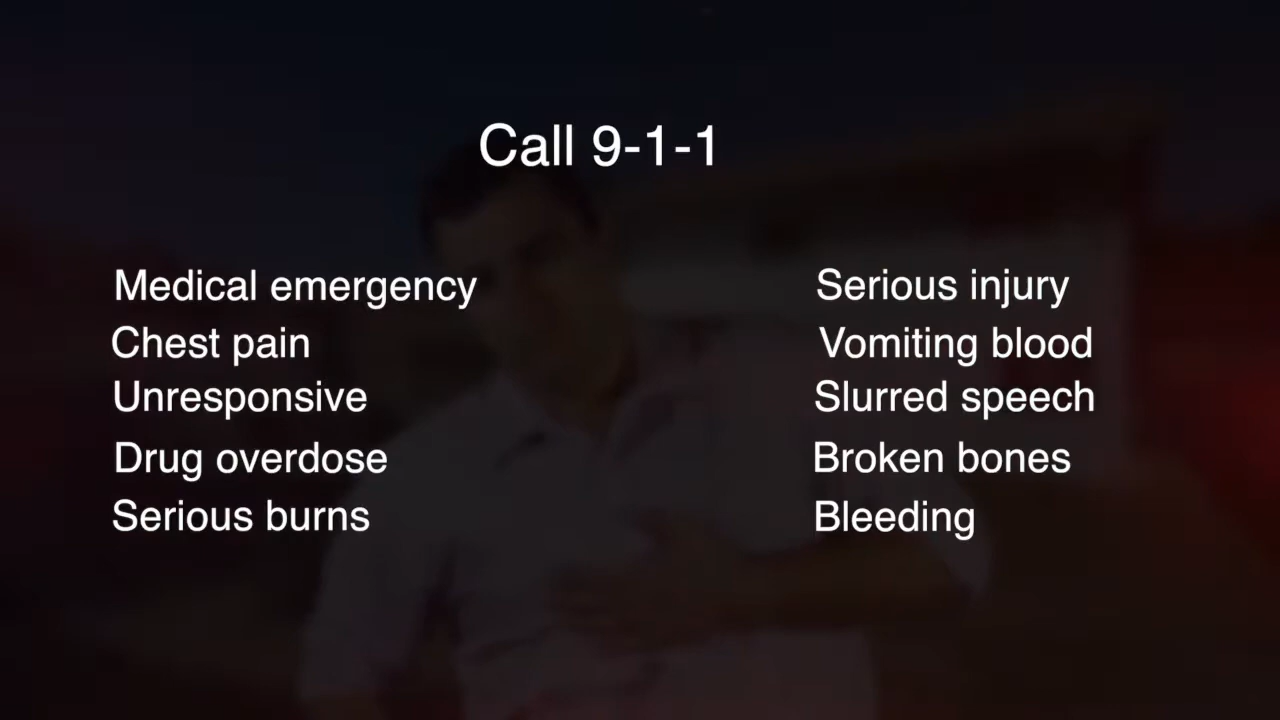 Call 9-1-1
Medical emergency
Chest pain
Unresponsive
Drug overdose
Serious burns
Serious injury
Vomiting blood
Slurred speech
Broken bones
Bleeding